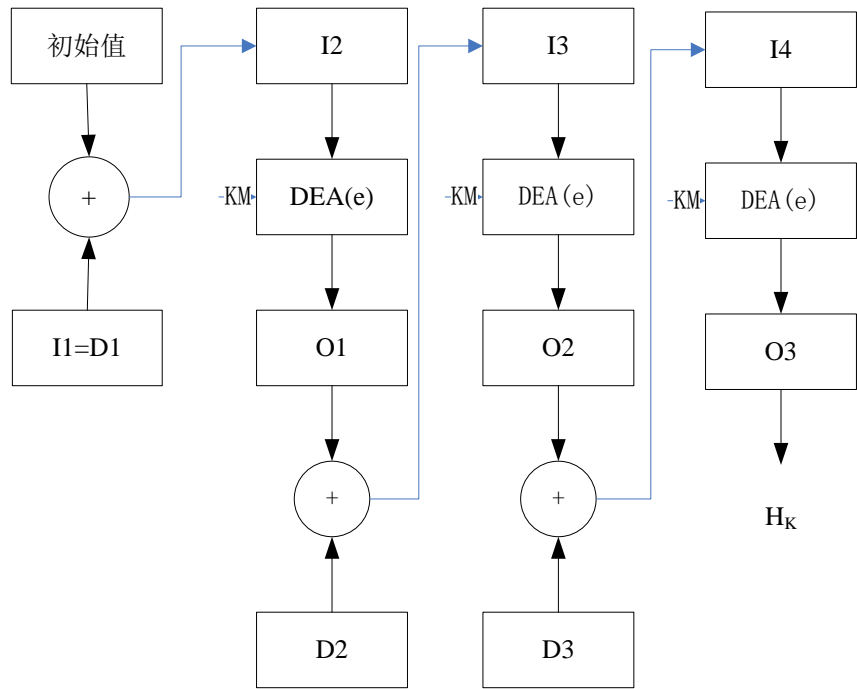 初始值
I2
I3
I4
+
KM
DEA(e)
KM
DEA(e)
KM
DEA(e)
I1=D1
O1
O2
O3
+
+
HK
D2
D3